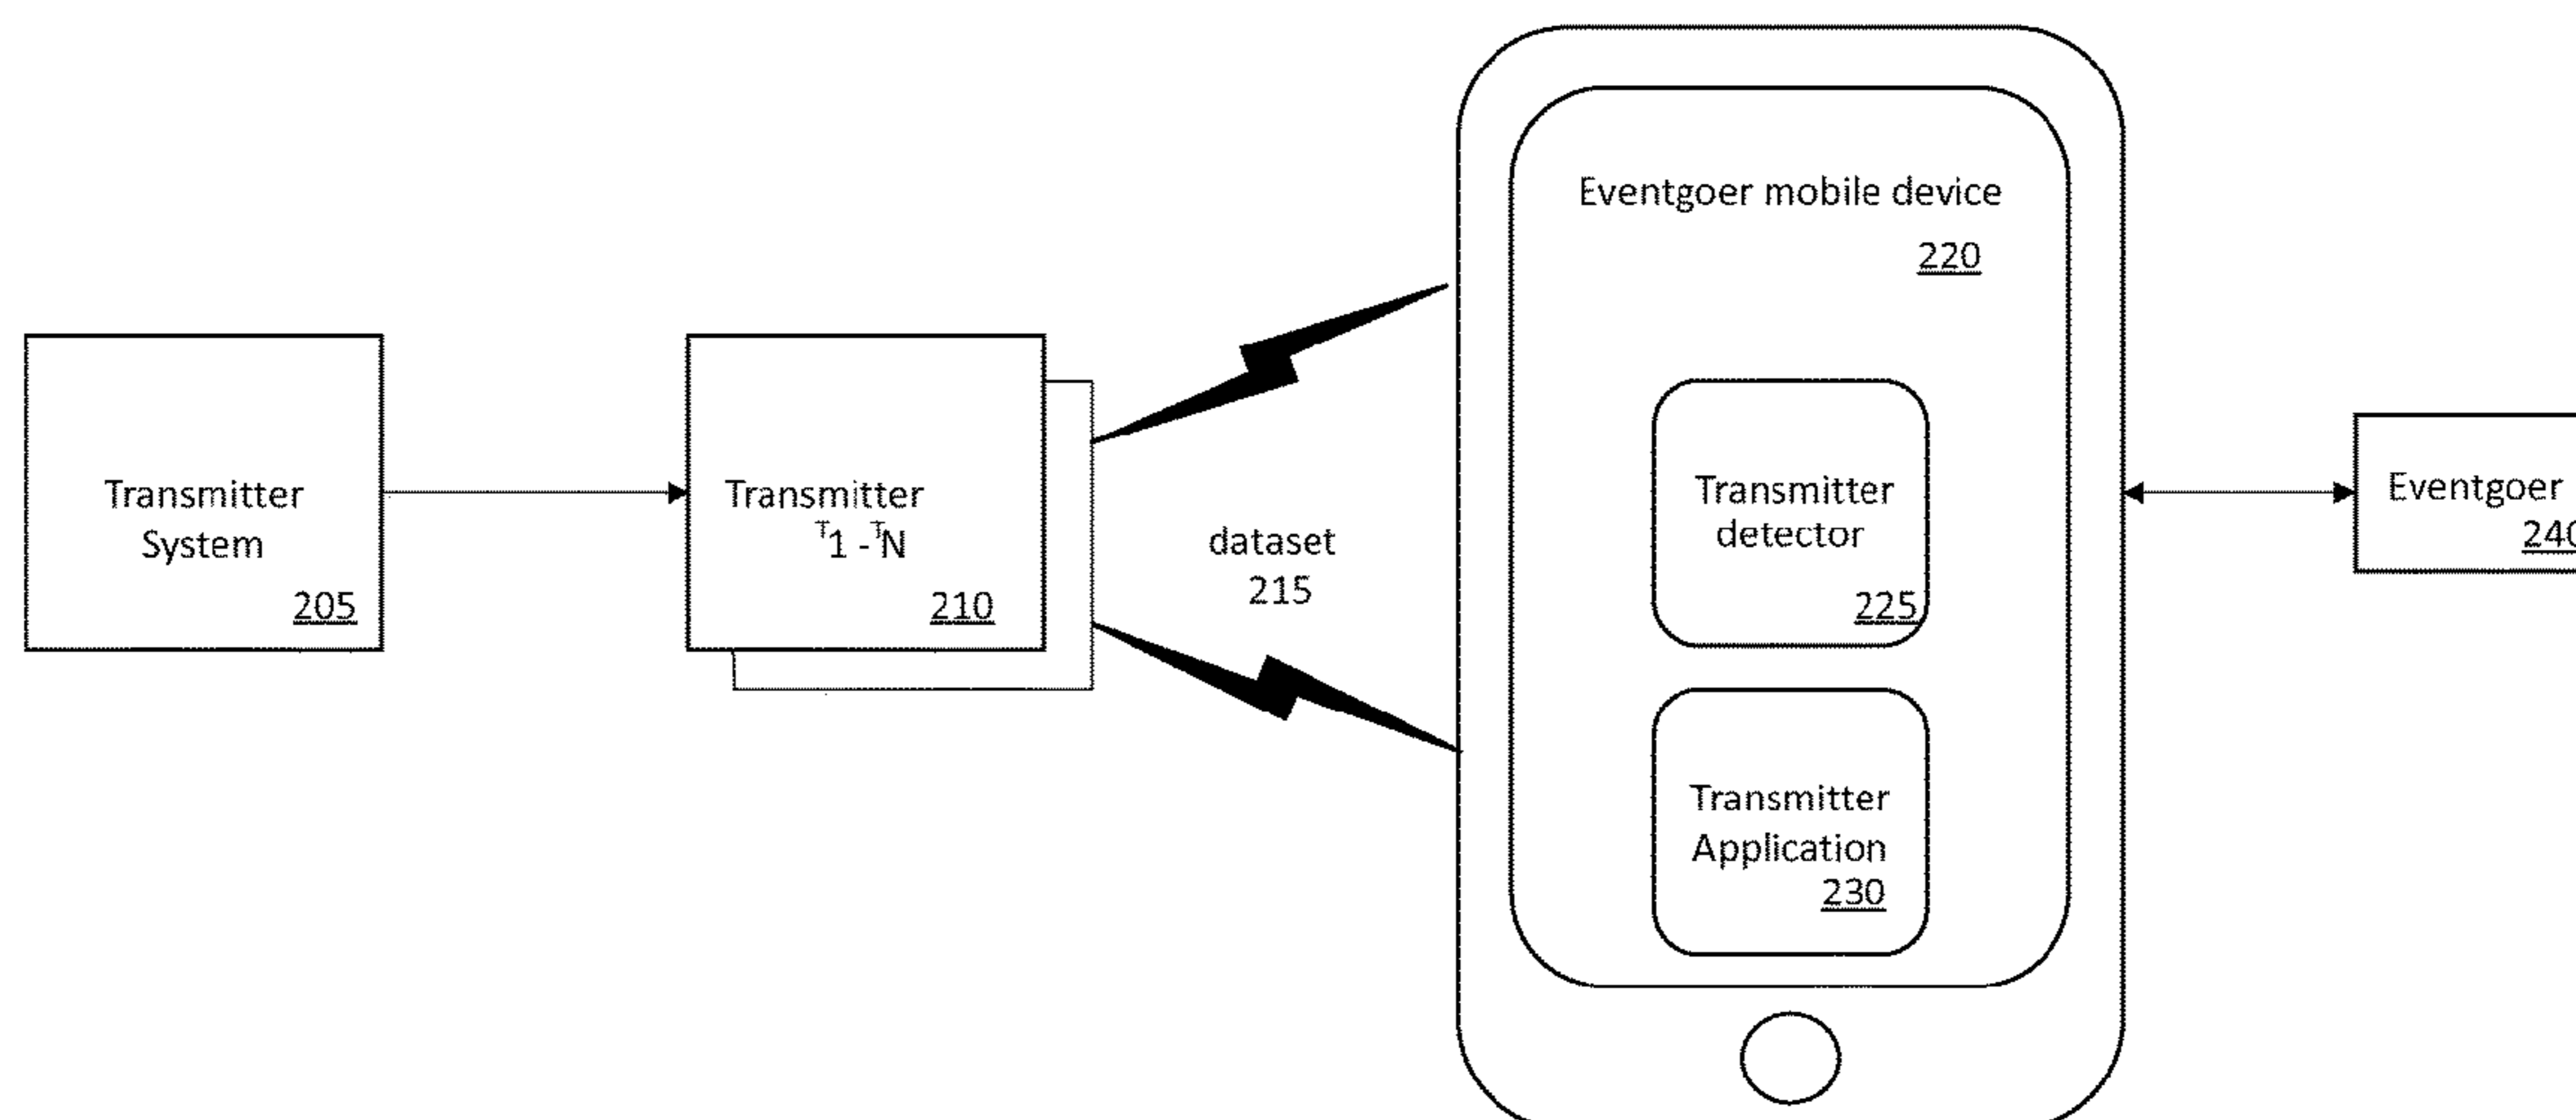 Transmitter
System
205
Transmitter
T1 - TN
210
dataset
215
Eventgoer mobile device
220
Transmitter
detector
225
Transmitter
Application
230
Eventgoer
240